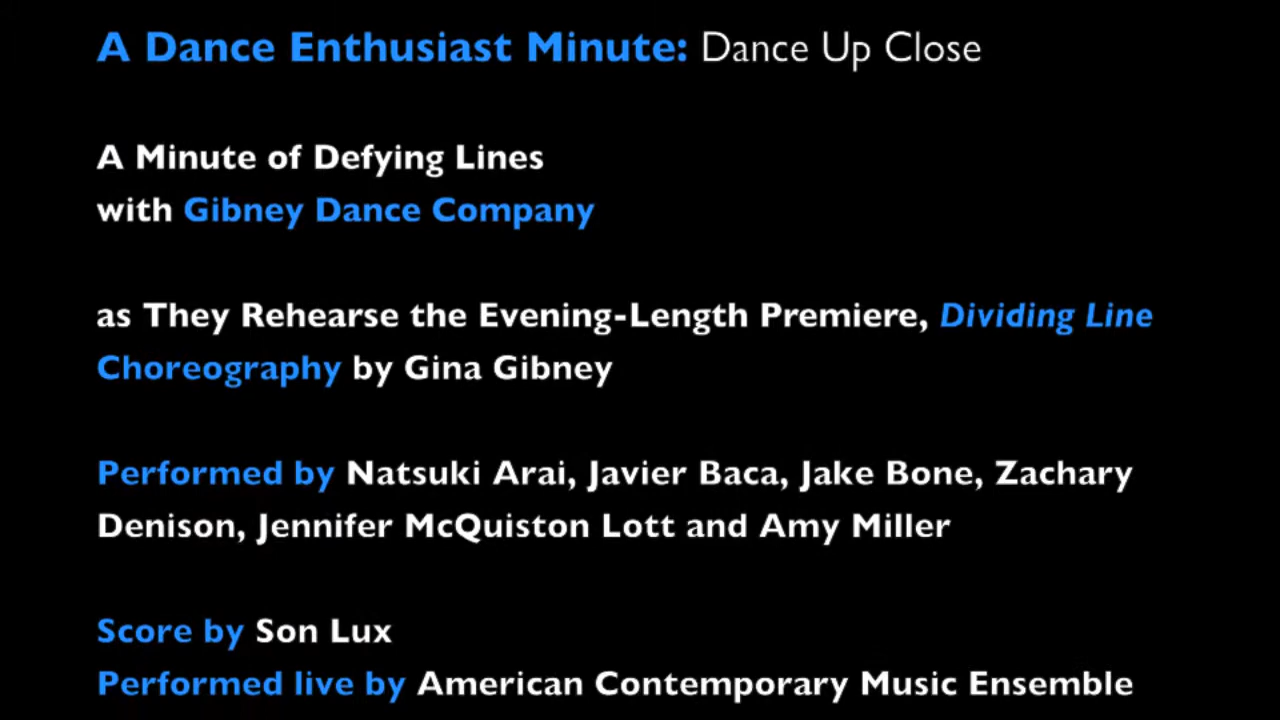 A Dance Enthusiast Minute: Dance Up Close
A Minute of Defying Lines
with Gibney Dance Company
as They Rehearse the Evening-Length Premiere, Dividing Line
Choreography by Gina Gibney
Performed by Natsuki Arai, Javier Baca, Jake Bone, Zachary
Denison, Jennifer McQuiston Lott and Amy Miller
Score by Son Lux
Performed live by American Contemporary Music Ensemble